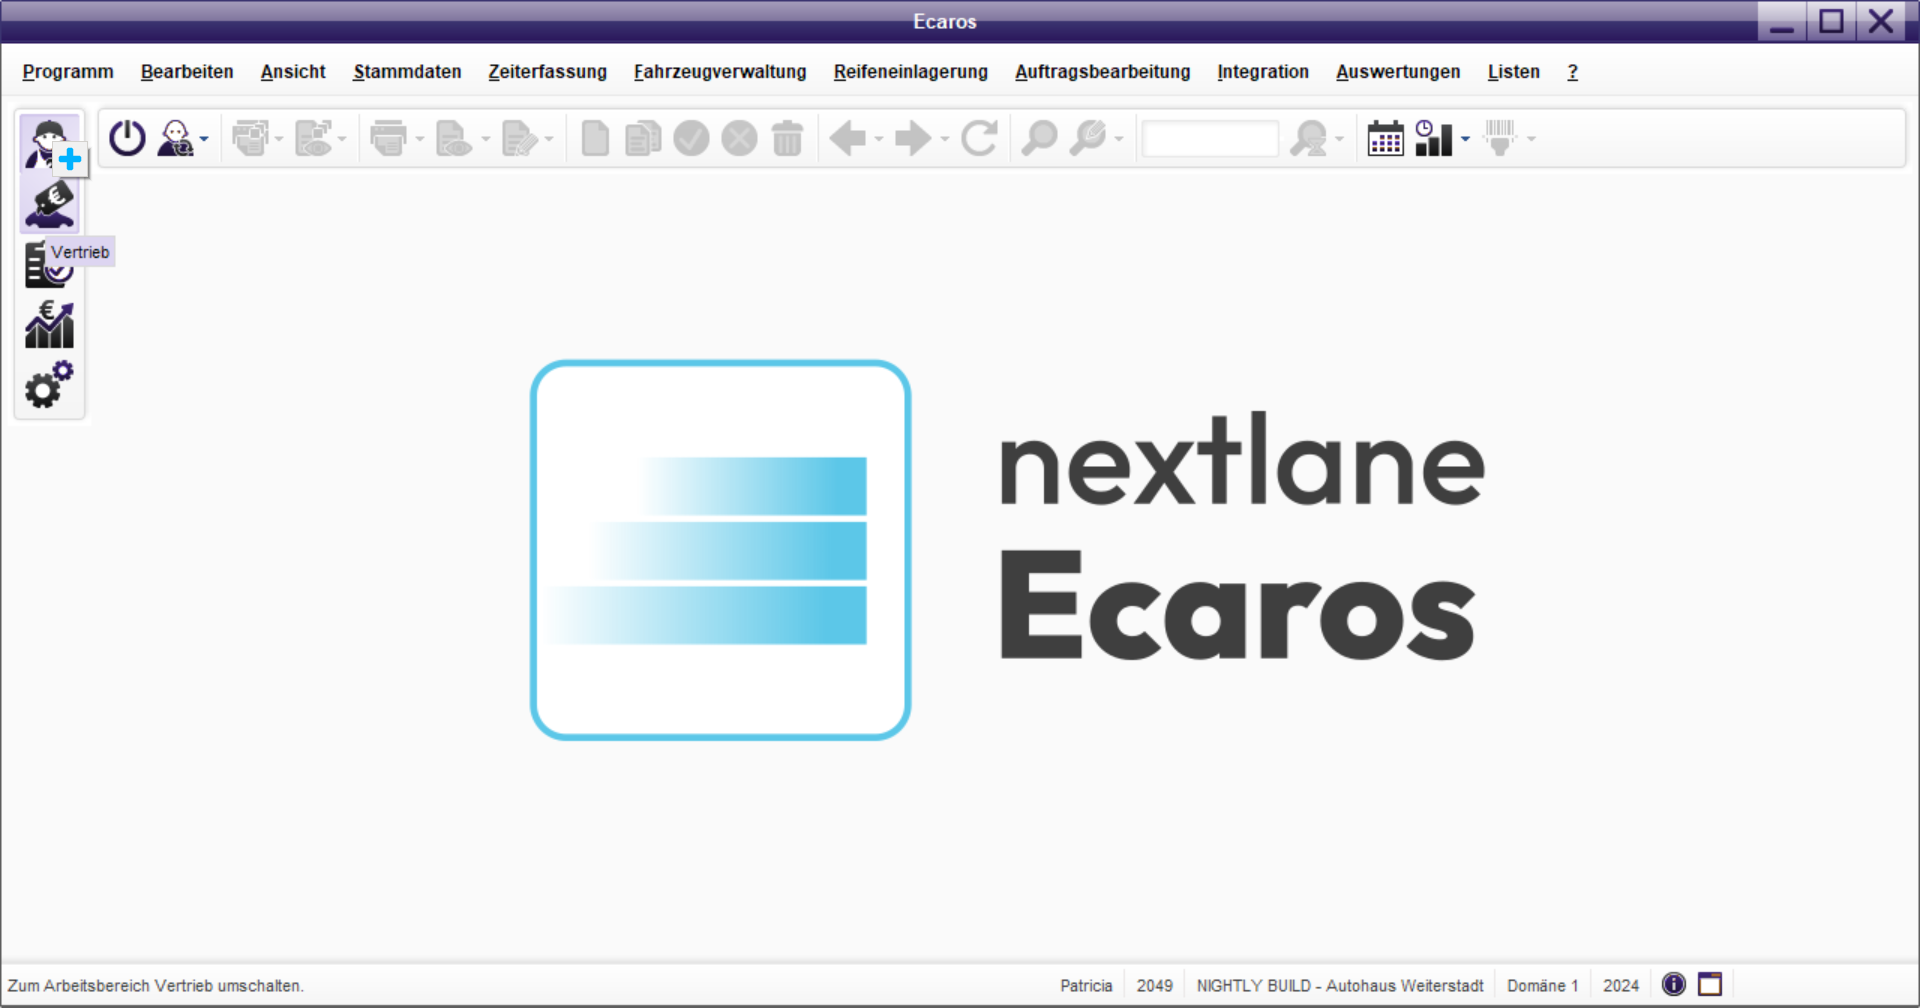 Ecaros
Programm Bearbeiten Ansicht Stammdaten Zeiterfassung Fahrzeugverwaltung Reifeneinlagerung Auftragsbearbeitung Integration Auswertungen Listen ?
Vertrieb
nextlane
Ecaros
Zum Arbeitsbereich Vertrieb umschalten. Patricia 2049 NIGHTLY BUILD - Autohaus Weiterstadt Domäne 1 2024